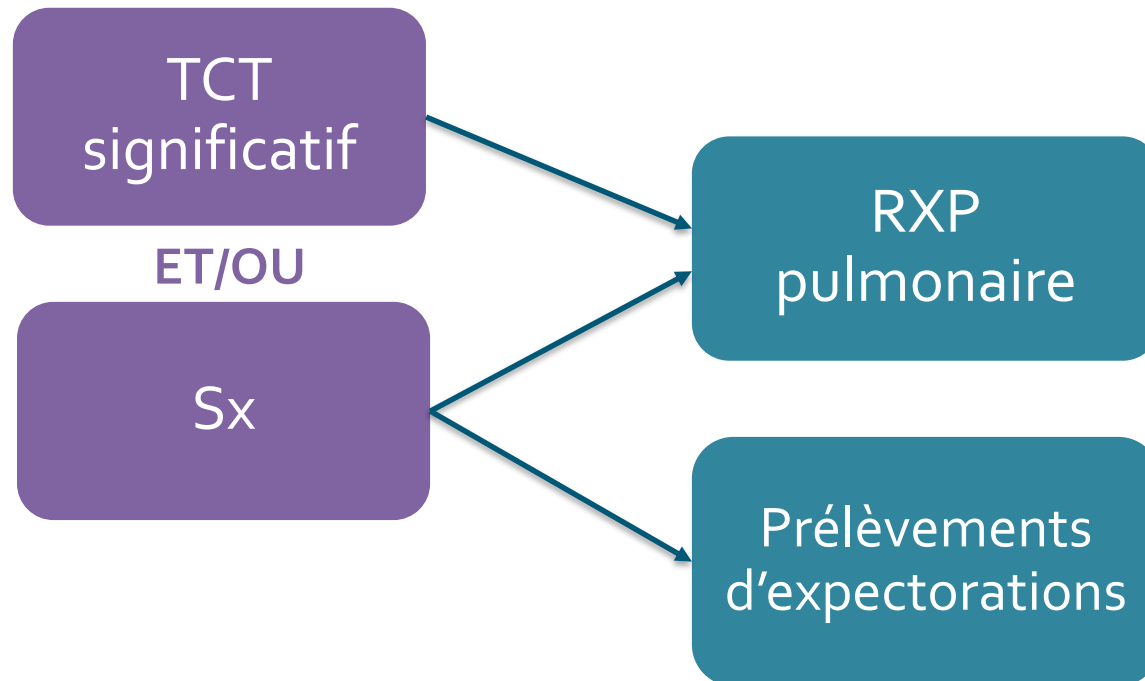 TCT
significatif
ET/OU
Sx
RXP
pulmonaire
Prélèvements
d'expectorations